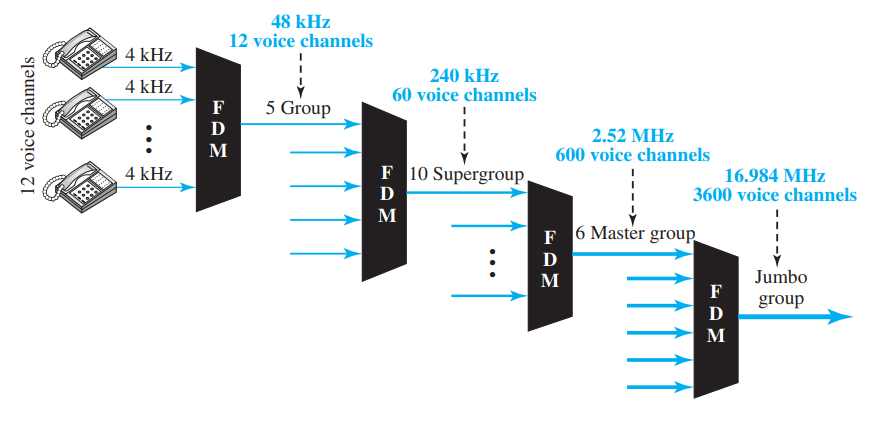 12 voice channels
4 kHz
4 kHz
4 kHz
F
D
M
48 kHz
12 voice channels
5 Group
F
D
M
240 kHz
60 voice channels
10 Supergroup
F
D
M
2.52 MHz
600 voice channels
6 Master group
F
D
M
16.984 MHz
3600 voice channels
Jumbo
group